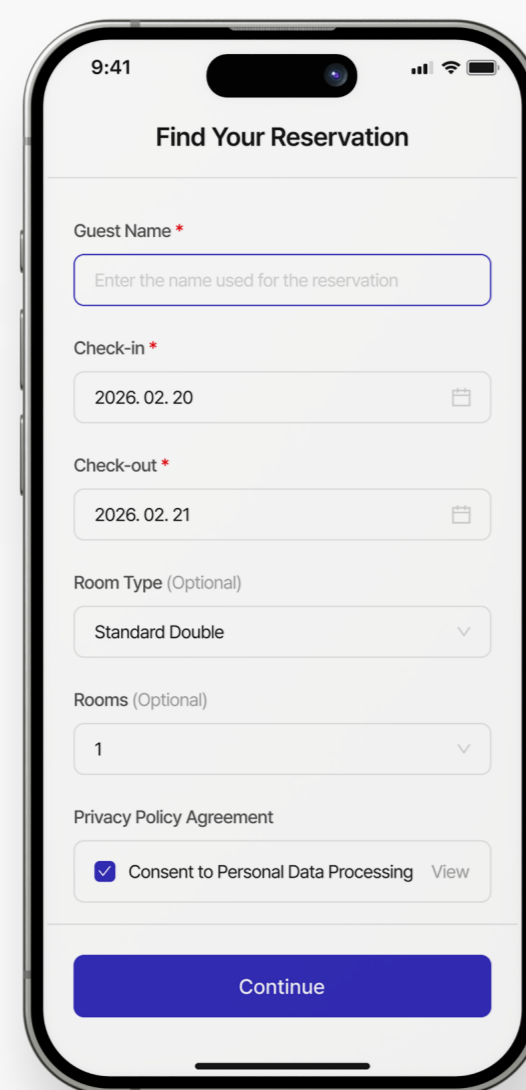 9:41
Find Your Reservation
Guest Name *
Enter the name used for the reservation
Check-in *
2026. 02. 20
Check-out *
2026. 02. 21
Room Type (Optional)
Standard Double
Rooms (Optional)
1
Privacy Policy Agreement
Consent to Personal Data Processing View
Continue